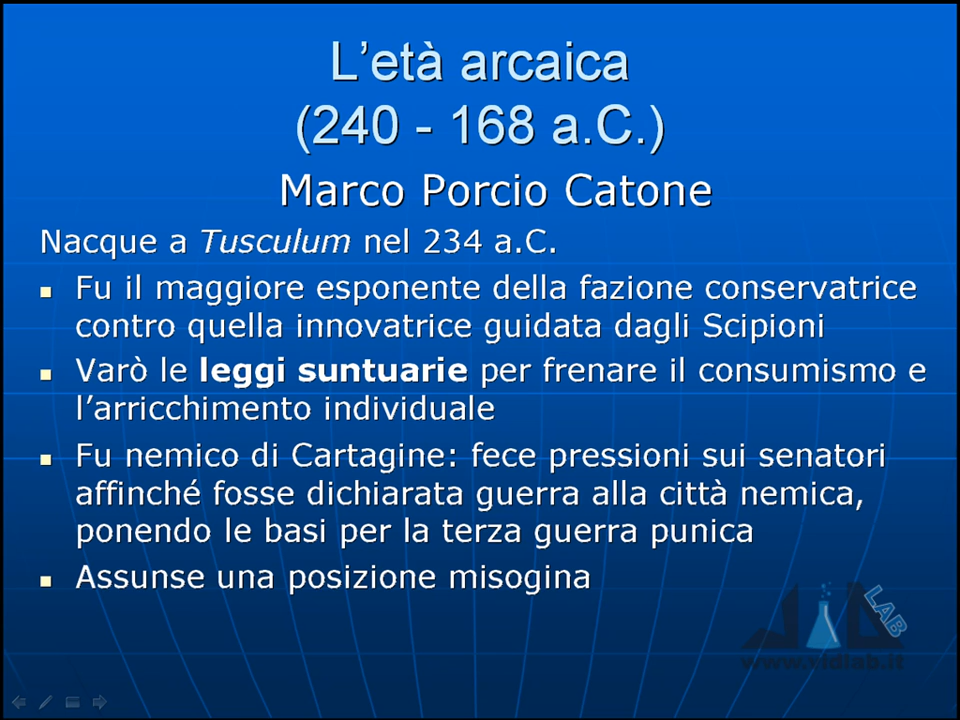 L'età arcaica
(240 - 168 a.C.)
Marco Porcio Catone
Nacque a Tusculum nel 234 a.C.
Fu il maggiore esponente della fazione conservatrice
contro quella innovatrice guidata dagli Scipioni
Varò le leggi suntuarie per frenare il consumismo e
l'arricchimento individuale
Fu nemico di Cartagine: fece pressioni sui senatori
affinché fosse dichiarata guerra alla città nemica,
ponendo le basi per la terza guerra punica
Assunse una posizione misogina
LAB
www.vidlab.it